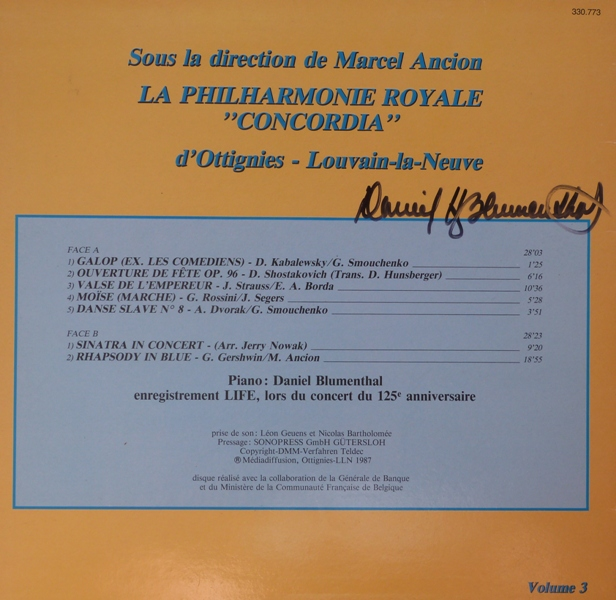 330.773
Sous la direction de Marcel Ancion
LA PHILHARMONIE ROYALE
"CONCORDIA"
d'Ottignies - Louvain-la-Neuve
Daniel Blumenthal
FACE A 28'03
1) GALOP (EX. LES COMEDIENS) - D. Kabalewsky/G. Smouchenko 1'25
2) OUVERTURE DE FÊTE OP. 96 - D. Shostakovich (Trans. D. Hunsberger) 6'16
3) VALSE DE L'EMPEREUR - J. Strauss/E. A. Borda 10'36
4) MOÏSE (MARCHE) - G. Rossini/J. Segers 5'28
5) DANSE SLAVE N° 8 - A. Dvorak/G. Smouchenko 3'51
FACE B 28'23
1) SINATRA IN CONCERT - (Arr. Jerry Nowak) 9'20
2) RHAPSODY IN BLUE - G. Gershwin/M. Ancion 18'55
Piano: Daniel Blumenthal
enregistrement LIFE, lors du concert du 125e anniversaire
prise de son: Léon Geuens et Nicolas Bartholomée
Pressage: SONOPRESS GmbH GÜTERSLOH
Copyright-DMM-Verfahren Teldec
℗ Médiadiffusion, Ottignies-LLN 1987
disque réalisé avec la collaboration de la Générale de Banque
et du Ministère de la Communauté Française de Belgique
Volume 3